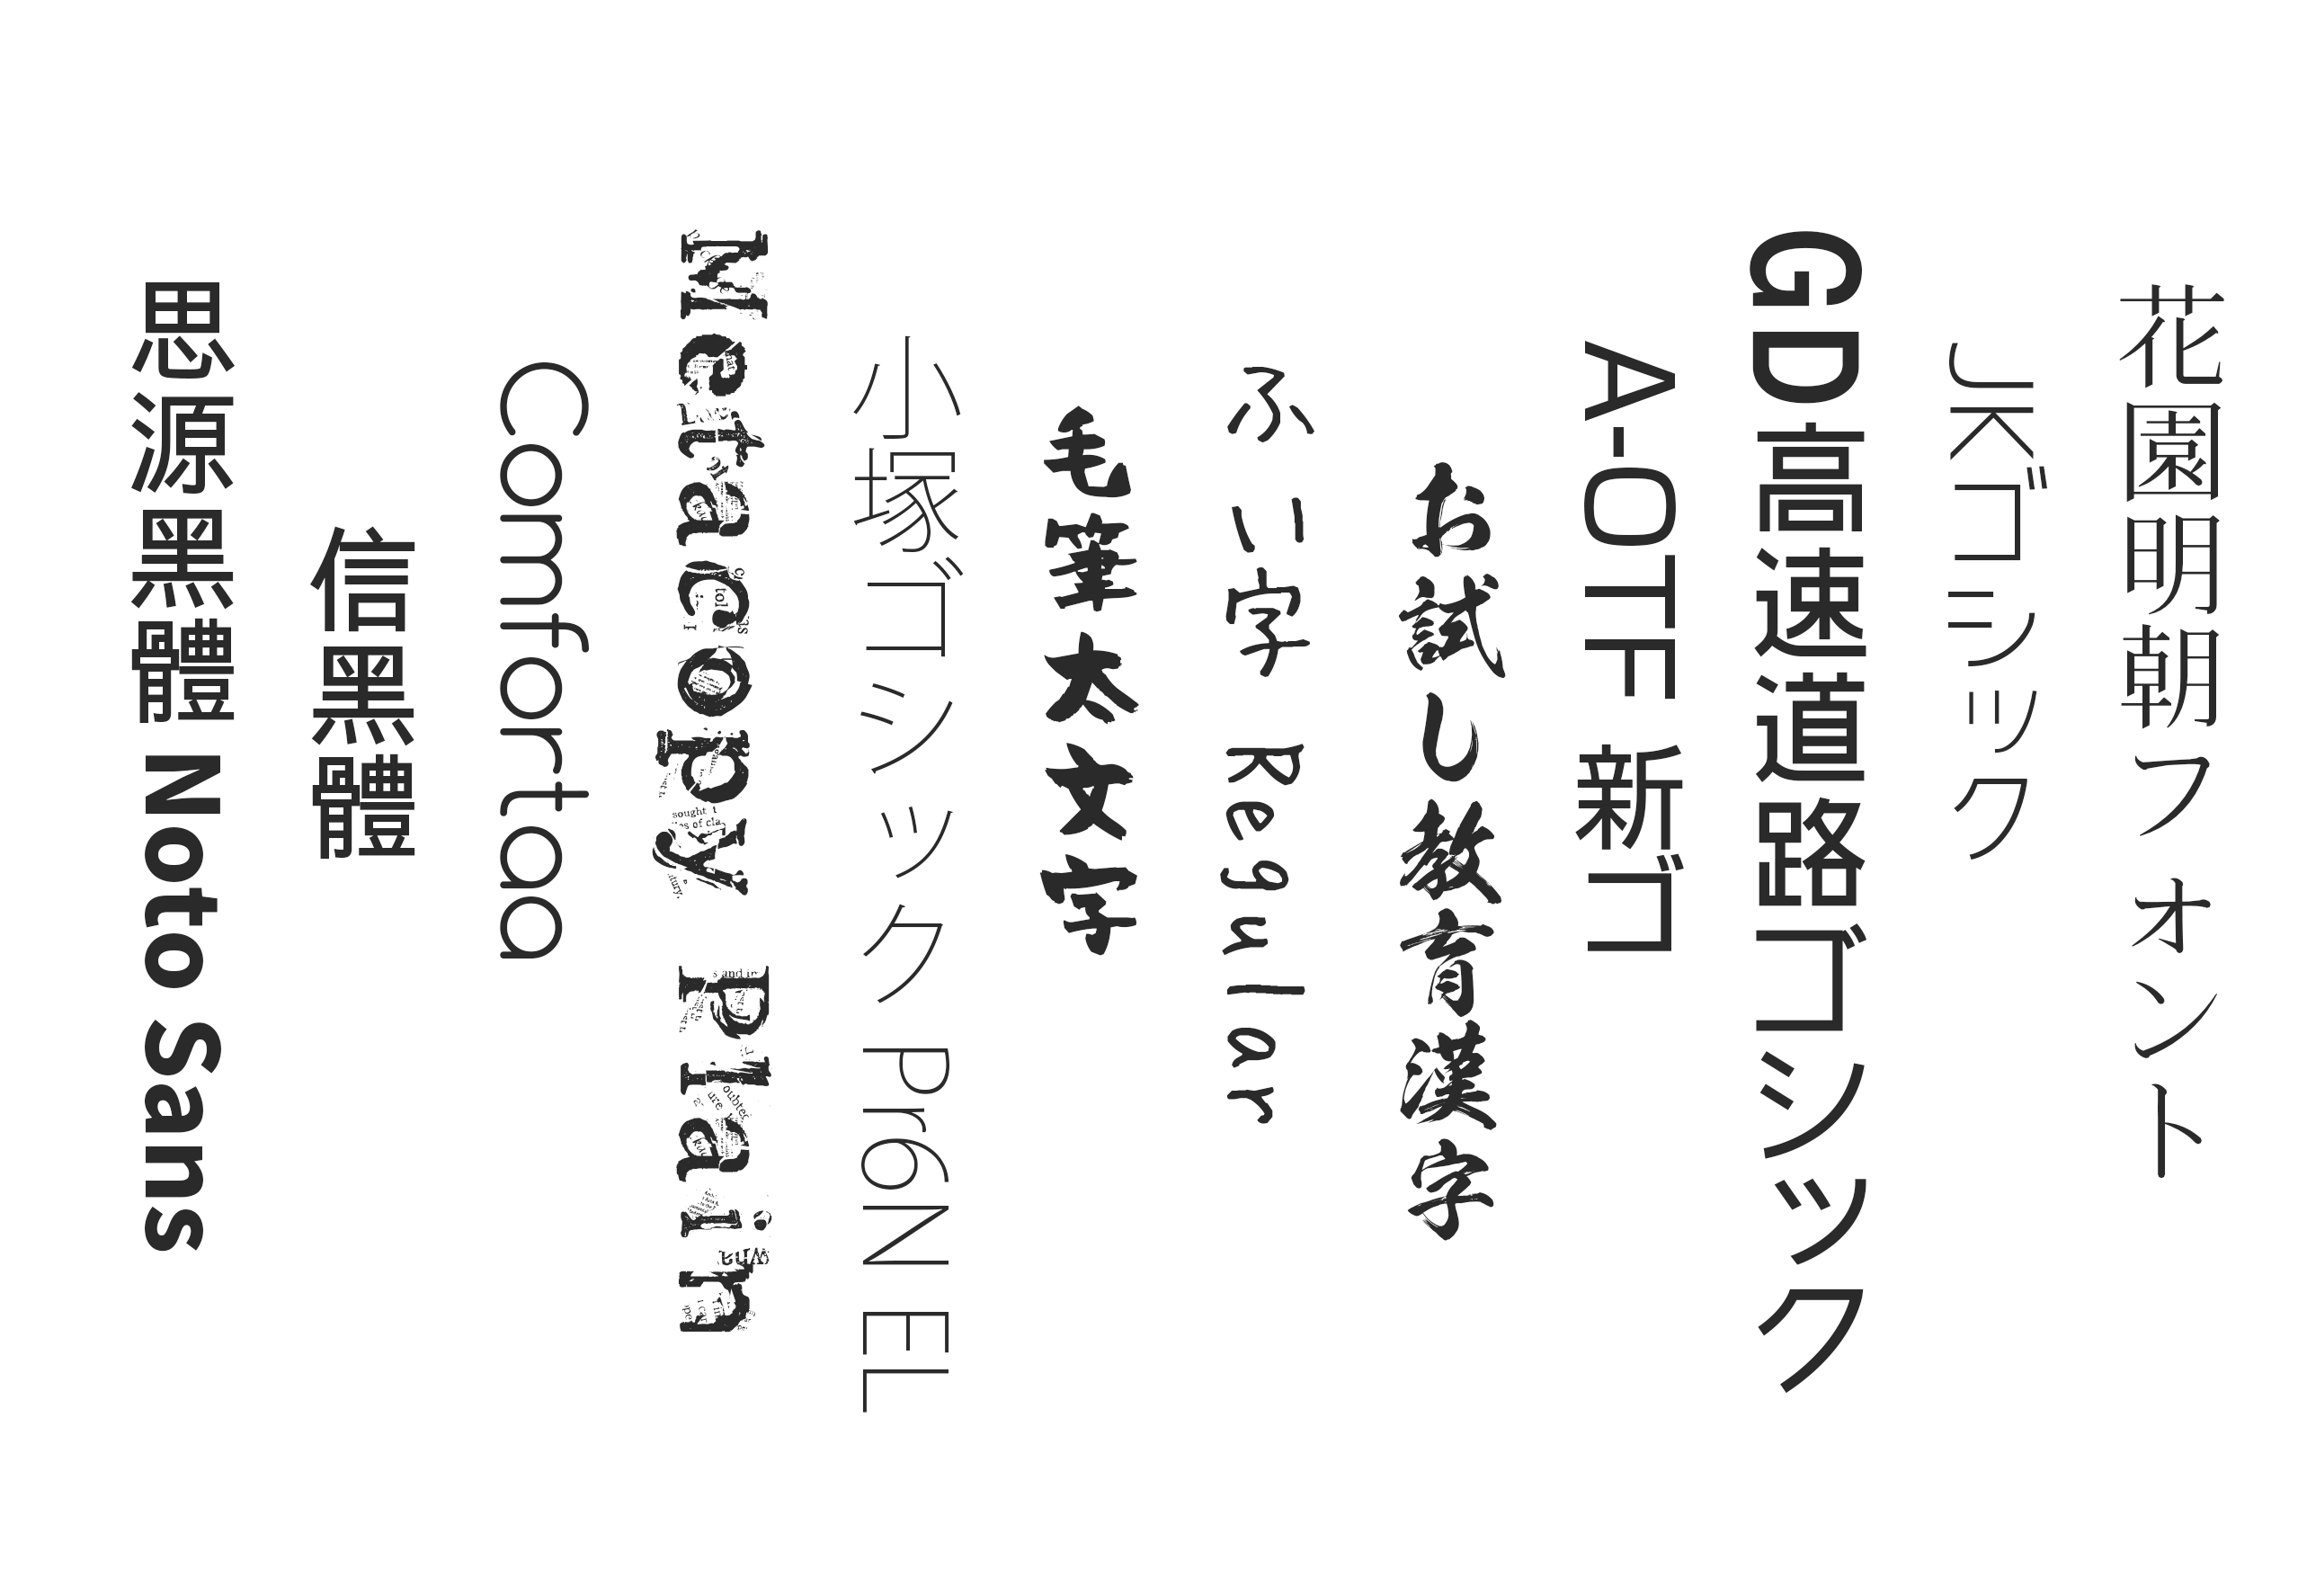 花園明朝フォント
JKゴシック
GD高速道路ゴシック
A-OTF 新ゴ
お試し教育漢字
ふい字 Regular
毛筆大文字
小塚ゴシック Pr6N EL
Metacopy Plain
Comfortaa
信黑體
思源黑體 Noto Sans